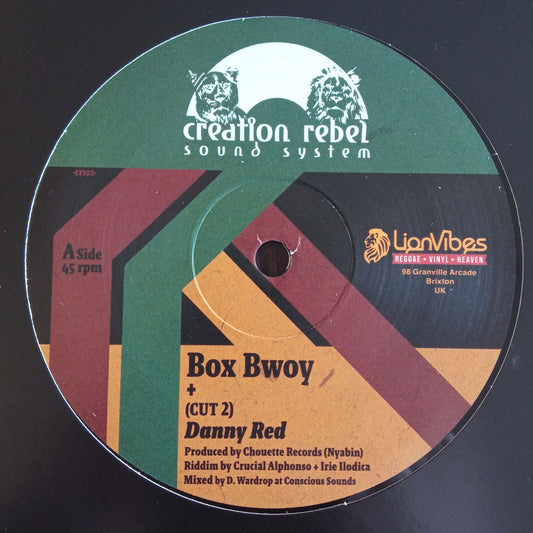 creation rebel
sound system
-CR102-
A Side
45 rpm
LionVibes
REGGAE • VINYL • HEAVEN
98 Granville Arcade
Brixton
UK
Box Bwoy
+
(CUT 2)
Danny Red
Produced by Chouette Records (Nyabin)
Riddim by Crucial Alphonso + Irie Ilodica
Mixed by D. Wardrop at Conscious Sounds